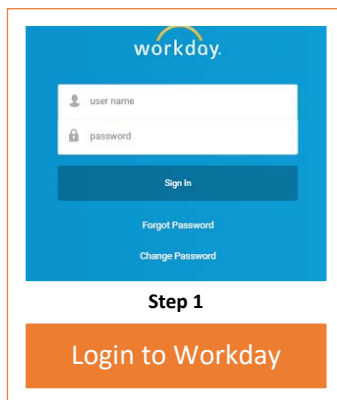 workday.
user name
password
Sign In
Forgot Password
Change Password
Step 1
Login to Workday